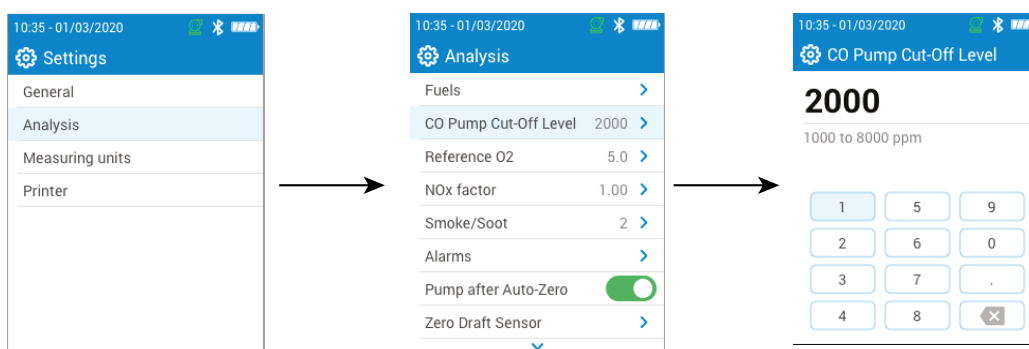 10:35 - 01/03/2020
Settings
General
Analysis
Measuring units
Printer
10:35 - 01/03/2020
Analysis
Fuels
CO Pump Cut-Off Level 2000
Reference O2 5.0
NOx factor 1.00
Smoke/Soot 2
Alarms
Pump after Auto-Zero
Zero Draft Sensor
10:35 - 01/03/2020
CO Pump Cut-Off Level
2000
1000 to 8000 ppm
1 5 9
2 6 0
3 7 .
4 8